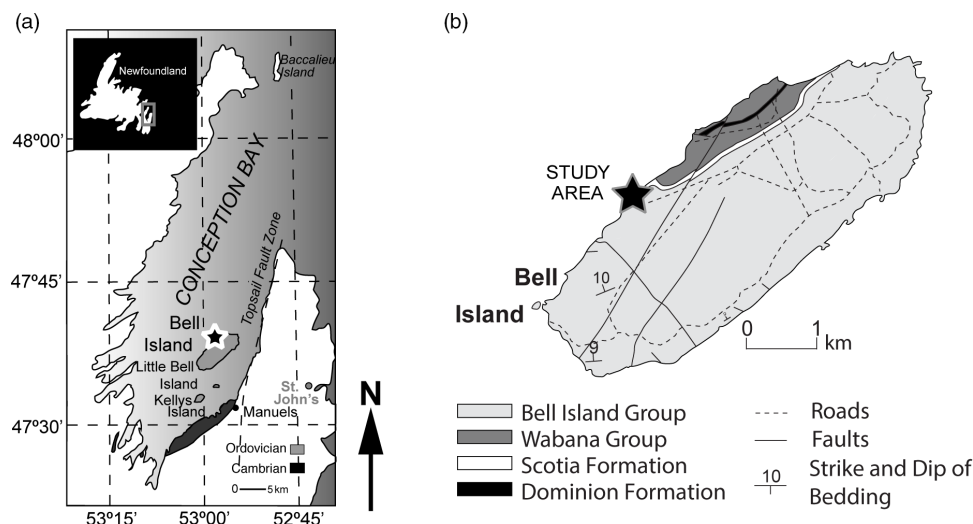 (a)
Newfoundland
Baccalieu
Island
48º00'
CONCEPTION BAY
Topsail Fault Zone
47º45'
Bell
Island
Little Bell
Island
Kellys
Island
St.
John's
Manuels
47º30'
Ordovician
Cambrian
0 5 km
53º15' 53º00' 52º45'
N
(b)
STUDY
AREA
Bell
Island
10
9
0 1
km
Bell Island Group
Wabana Group
Scotia Formation
Dominion Formation
Roads
Faults
10 Strike and Dip of
Bedding